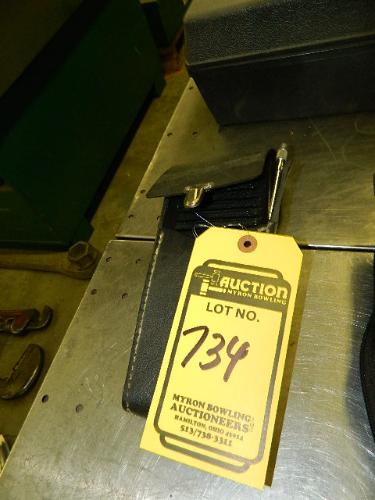 AUCTION
MYRON BOWLING
LOT NO.
734
MYRON BOWLING
AUCTIONEERS
HAMILTON, OHIO 45014
513/738-3311